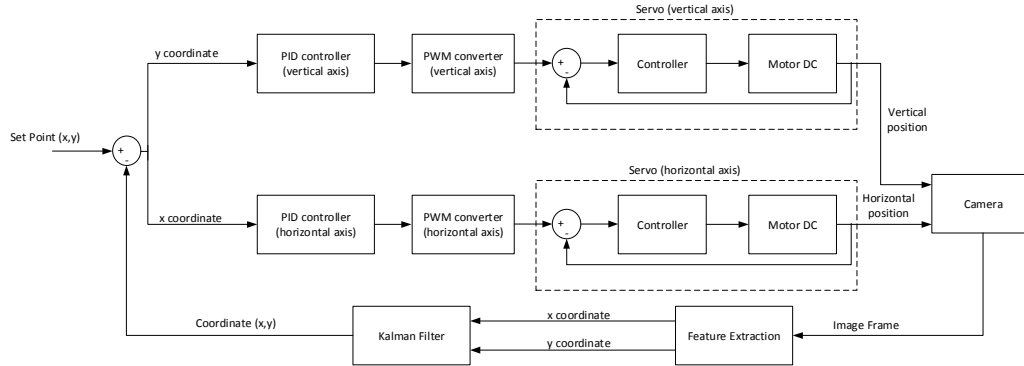 Servo (vertical axis)
y coordinate
PID controller
(vertical axis)
PWM converter
(vertical axis)
+
-
Controller
Motor DC
Vertical
position
Set Point (x,y)
+
-
Servo (horizontal axis)
x coordinate
PID controller
(horizontal axis)
PWM converter
(horizontal axis)
+
-
Controller
Motor DC
Horizontal
position
Camera
Coordinate (x,y)
Kalman Filter
x coordinate
y coordinate
Feature Extraction
Image Frame